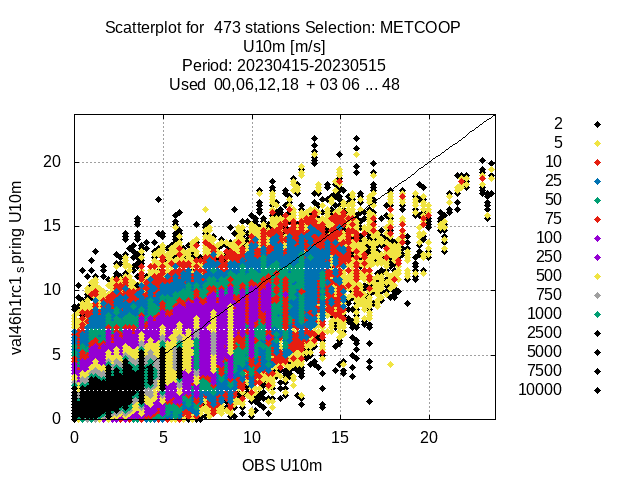 Scatterplot for 473 stations Selection: METCOOP
U10m [m/s]
Period: 20230415-20230515
Used 00,06,12,18 + 03 06 ... 48
val46h1rc1 s pring U10m
20
15
10
5
0
0 5 10 15 20
OBS U10m
2
5
10
25
50
75
100
250
500
750
1000
2500
5000
7500
10000